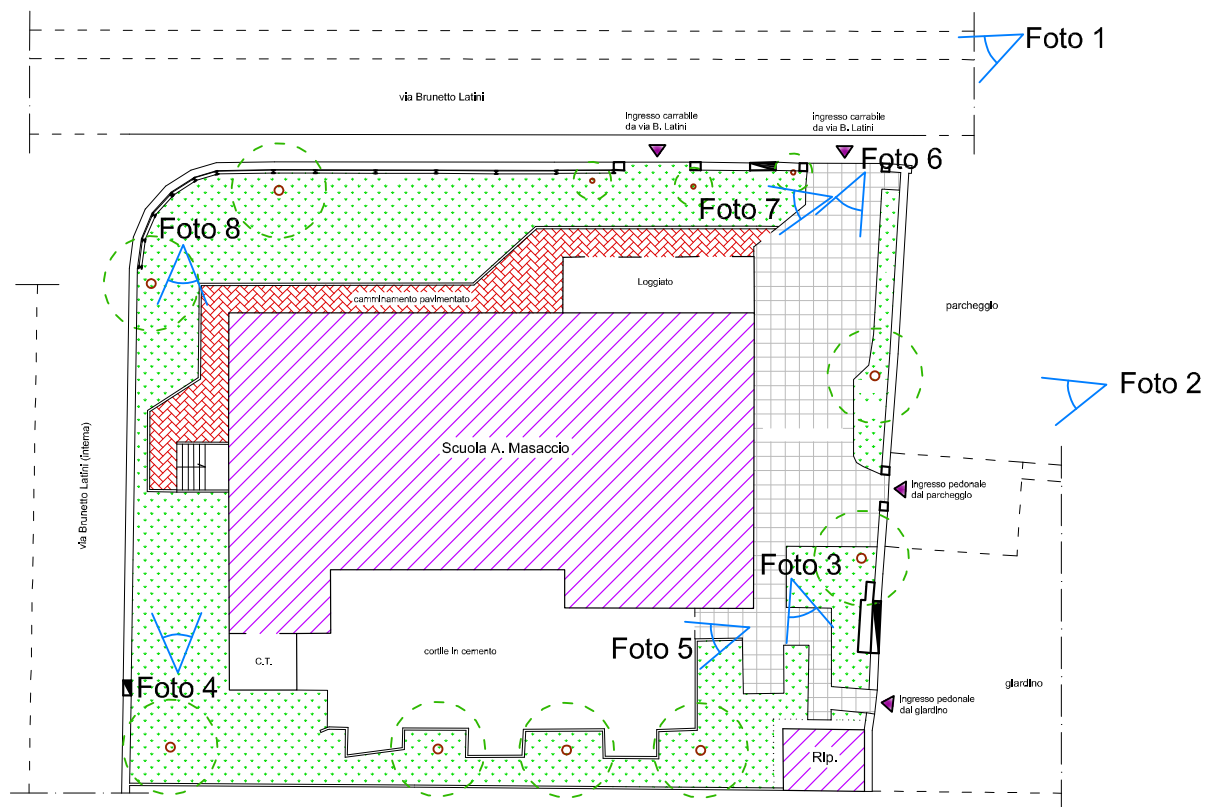 Foto 1
via Brunetto Latini
Ingresso carrabile
da via B. Latini
Ingresso carrabile
da via B. Latini
Foto 6
Foto 7
Foto 8
Loggiato
camminamento pavimentato
parcheggio
Foto 2
Scuola A. Masaccio
Ingresso pedonale
dal parcheggio
via Brunetto Latini (interna)
Foto 3
Foto 5
cortile in cemento
C.T.
Foto 4
giardino
Ingresso pedonale
dal giardino
Rip.